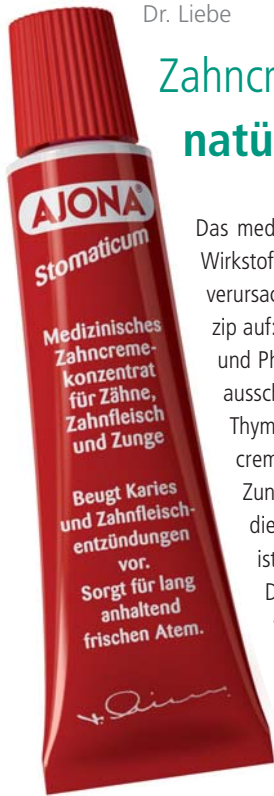 Dr. Liebe
Zahncr
natü
AJONA®
Stomaticum
Medizinisches
Zahncreme-
konzentrat
für Zähne,
Zahnfleisch
und Zunge
Beugt Karies
und Zahnfleisch-
entzündungen
vor.
Sorgt für lang
anhaltend
frischen Atem.
Das med
Wirkstof
verursac
zip auf:
und Ph
aussch
Thym
crem
Zun
die
ist
D